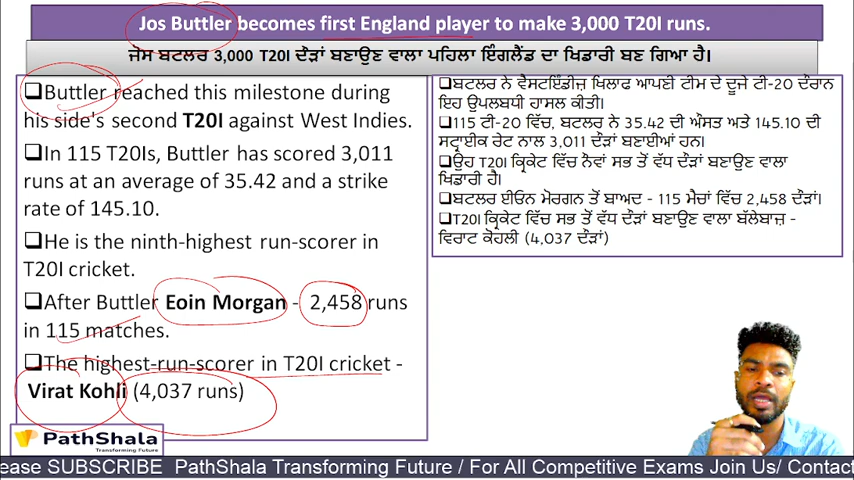 Jos Buttler becomes first England player to make 3,000 T20I runs.
ਜੋਸ ਬਟਲਰ 3,000 T20I ਦੌੜਾਂ ਬਣਾਉਣ ਵਾਲਾ ਪਹਿਲਾ ਇੰਗਲੈਂਡ ਦਾ ਖਿਡਾਰੀ ਬਣ ਗਿਆ ਹੈ।
❑Buttler reached this milestone during
his side's second T20I against West Indies.
❑In 115 T20Is, Buttler has scored 3,011
runs at an average of 35.42 and a strike
rate of 145.10.
❑He is the ninth-highest run-scorer in
T20I cricket.
❑After Buttler Eoin Morgan - 2,458 runs
in 115 matches.
❑The highest-run-scorer in T20I cricket -
Virat Kohli (4,037 runs)
❑ਬਟਲਰ ਨੇ ਵੈਸਟਇੰਡੀਜ਼ ਖਿਲਾਫ ਆਪਣੀ ਟੀਮ ਦੇ ਦੂਜੇ ਟੀ-20 ਦੌਰਾਨ
ਇਹ ਉਪਲਬਧੀ ਹਾਸਲ ਕੀਤੀ।
❑115 ਟੀ-20 ਵਿੱਚ, ਬਟਲਰ ਨੇ 35.42 ਦੀ ਔਸਤ ਅਤੇ 145.10 ਦੀ
ਸਟ੍ਰਾਈਕ ਰੇਟ ਨਾਲ 3,011 ਦੌੜਾਂ ਬਣਾਈਆਂ ਹਨ।
❑ਉਹ T20I ਕ੍ਰਿਕੇਟ ਵਿੱਚ ਨੌਵਾਂ ਸਭ ਤੋਂ ਵੱਧ ਦੌੜਾਂ ਬਣਾਉਣ ਵਾਲਾ
ਖਿਡਾਰੀ ਹੈ।
❑ਬਟਲਰ ਈਓਨ ਮੋਰਗਨ ਤੋਂ ਬਾਅਦ - 115 ਮੈਚਾਂ ਵਿੱਚ 2,458 ਦੌੜਾਂ।
❑T20I ਕ੍ਰਿਕੇਟ ਵਿੱਚ ਸਭ ਤੋਂ ਵੱਧ ਦੌੜਾਂ ਬਣਾਉਣ ਵਾਲਾ ਬੱਲੇਬਾਜ਼ -
ਵਿਰਾਟ ਕੋਹਲੀ (4,037 ਦੌੜਾਂ)
PathShala
Transforming Future
ease SUBSCRIBE PathShala Transforming Future / For All Competitive Exams Join Us/ Contact